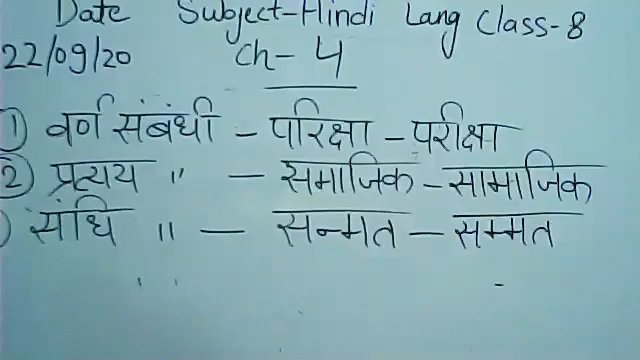 Date Subject-Hindi Lang Class-8
22/09/20 Ch-4
① वर्ण संबंधी - परिक्षा - परीक्षा
② प्रत्यय " - समाजिक - सामाजिक
संधि " - सन्मत - सम्मत